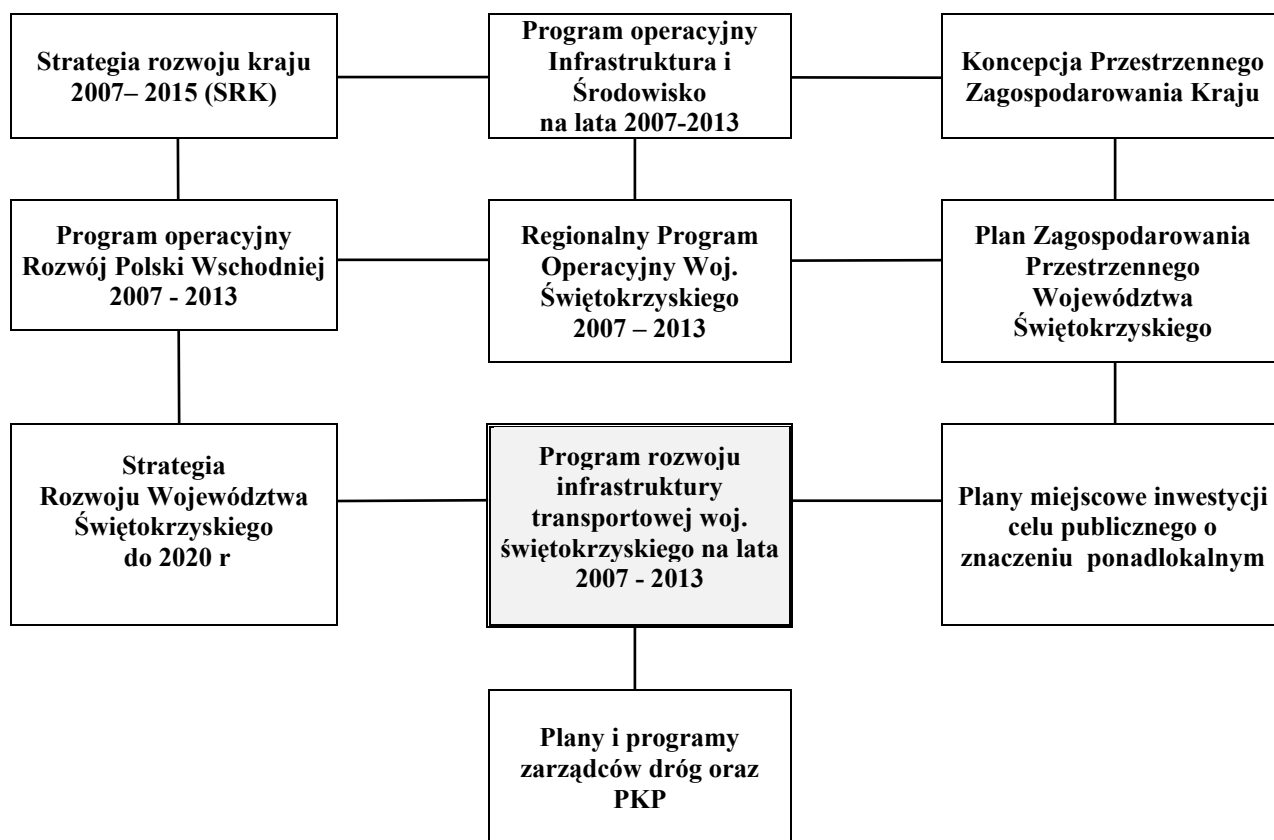 Strategia rozwoju kraju
2007– 2015 (SRK)
Program operacyjny
Infrastruktura i
Środowisko
na lata 2007-2013
Koncepcja Przestrzennego
Zagospodarowania Kraju
Program operacyjny
Rozwój Polski Wschodniej
2007 - 2013
Regionalny Program
Operacyjny Woj.
Świętokrzyskiego
2007 – 2013
Plan Zagospodarowania
Przestrzennego
Województwa
Świętokrzyskiego
Strategia
Rozwoju Województwa
Świętokrzyskiego
do 2020 r
Program rozwoju
infrastruktury
transportowej woj.
świętokrzyskiego na lata
2007 - 2013
Plany miejscowe inwestycji
celu publicznego o
znaczeniu ponadlokalnym
Plany i programy
zarządców dróg oraz
PKP